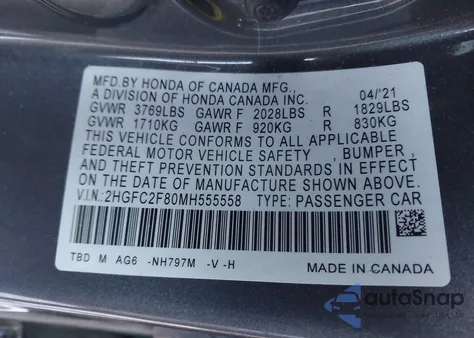 MFD.BY HONDA OF CANADA MFG.,
A DIVISION OF HONDA CANADA INC. 04/'21
GVWR 3769LBS GAWR F 2028LBS R 1829LBS
GVWR 1710KG GAWR F 920KG R 830KG
THIS VEHICLE CONFORMS TO ALL APPLICABLE
FEDERAL MOTOR VEHICLE SAFETY , BUMPER,
AND THEFT PREVENTION STANDARDS IN EFFECT
ON THE DATE OF MANUFACTURE SHOWN ABOVE.
V.I.N.:2HGFC2F80MH555558 TYPE: PASSENGER CAR
TBD M AG6 -NH797M -V -H
MADE IN CANADA
autoSnap